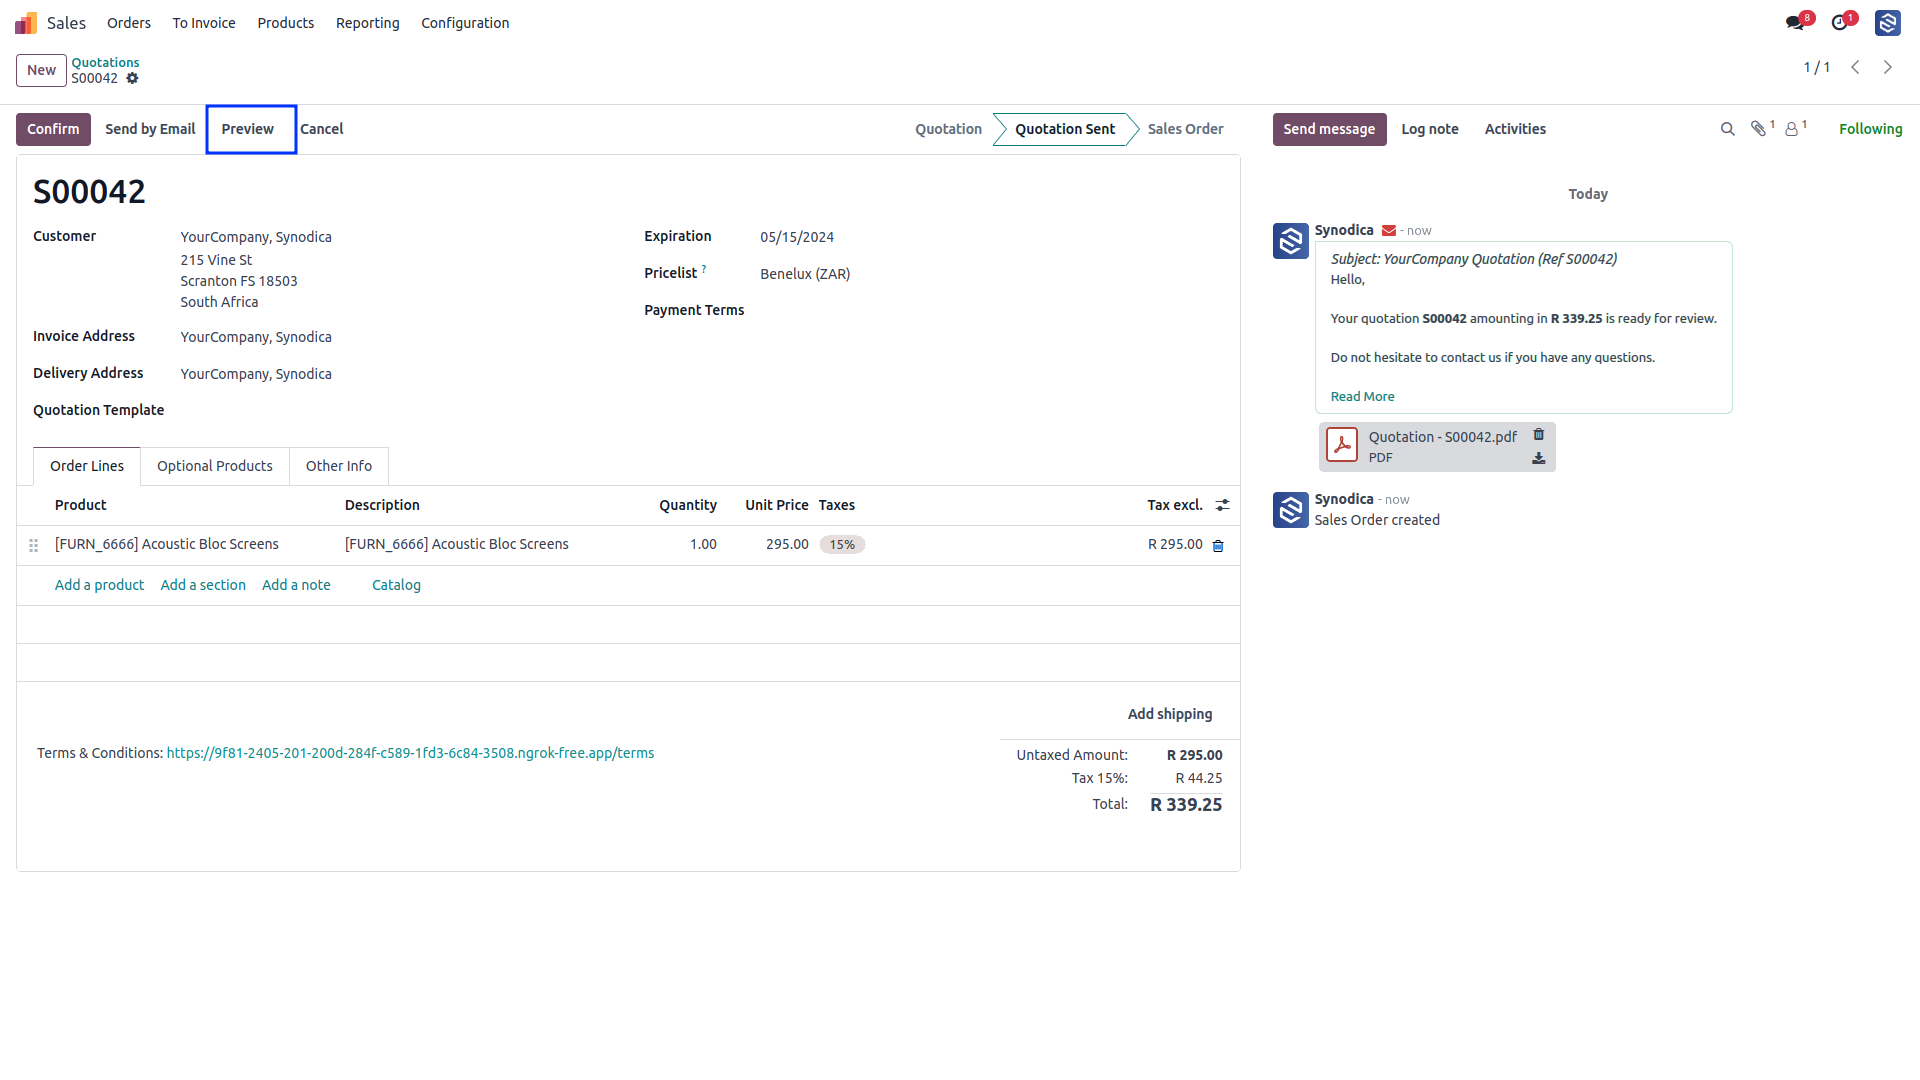 Sales Orders To Invoice Products Reporting Configuration 8 1
New Quotations
S00042
1 / 1
Confirm Send by Email Preview Cancel Quotation Quotation Sent Sales Order
Send message Log note Activities 1 1 Following
S00042
Customer YourCompany, Synodica
215 Vine St
Scranton FS 18503
South Africa
Invoice Address YourCompany, Synodica
Delivery Address YourCompany, Synodica
Quotation Template
Expiration 05/15/2024
Pricelist ? Benelux (ZAR)
Payment Terms
Order Lines Optional Products Other Info
Product Description Quantity Unit Price Taxes Tax excl.
[FURN_6666] Acoustic Bloc Screens [FURN_6666] Acoustic Bloc Screens 1.00 295.00 15% R 295.00
Add a product Add a section Add a note Catalog
Add shipping
Terms & Conditions: https://9f81-2405-201-200d-284f-c589-1fd3-6c84-3508.ngrok-free.app/terms
Untaxed Amount: R 295.00
Tax 15%: R 44.25
Total: R 339.25
Today
Synodica - now
Subject: YourCompany Quotation (Ref S00042)
Hello,
Your quotation S00042 amounting in R 339.25 is ready for review.
Do not hesitate to contact us if you have any questions.
Read More
Quotation - S00042.pdf
PDF
Synodica - now
Sales Order created